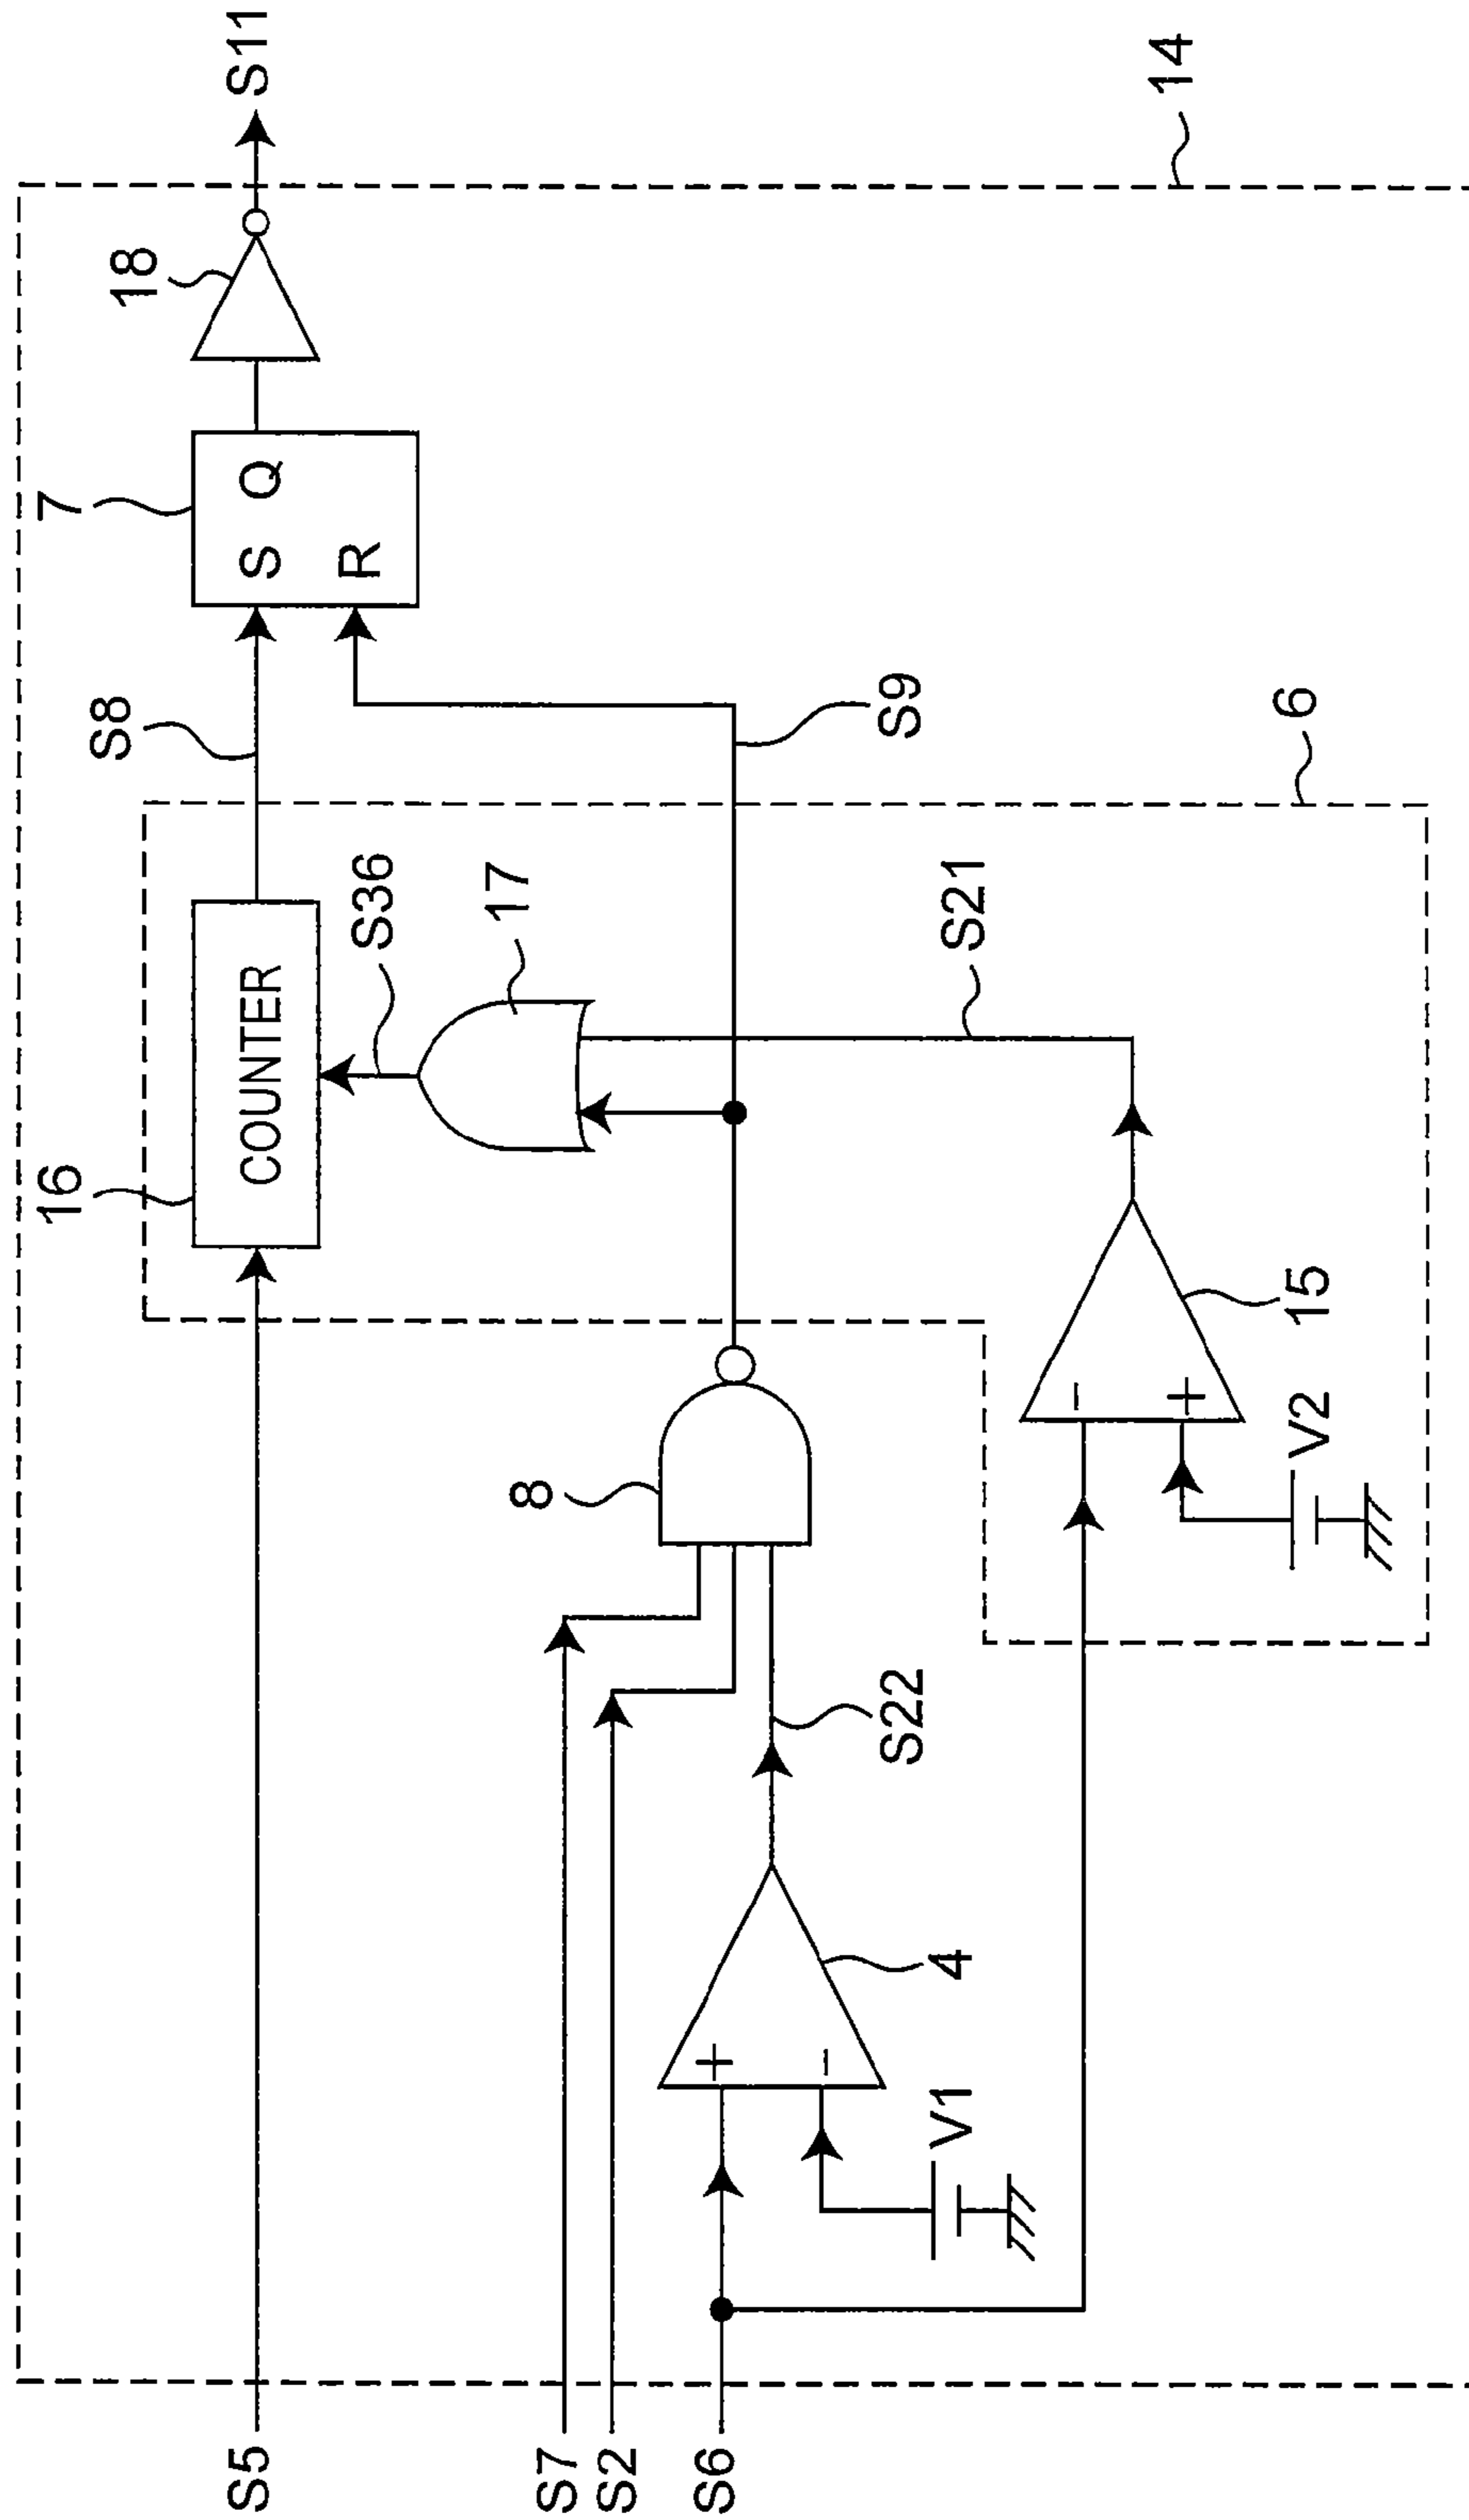 S5
S7
S2
S6
16
COUNTER
S8
7
S Q
R
18
S11
S36
17
8
S9
S22
S21
+
-
4
V1
-
+
15
V2
6
14